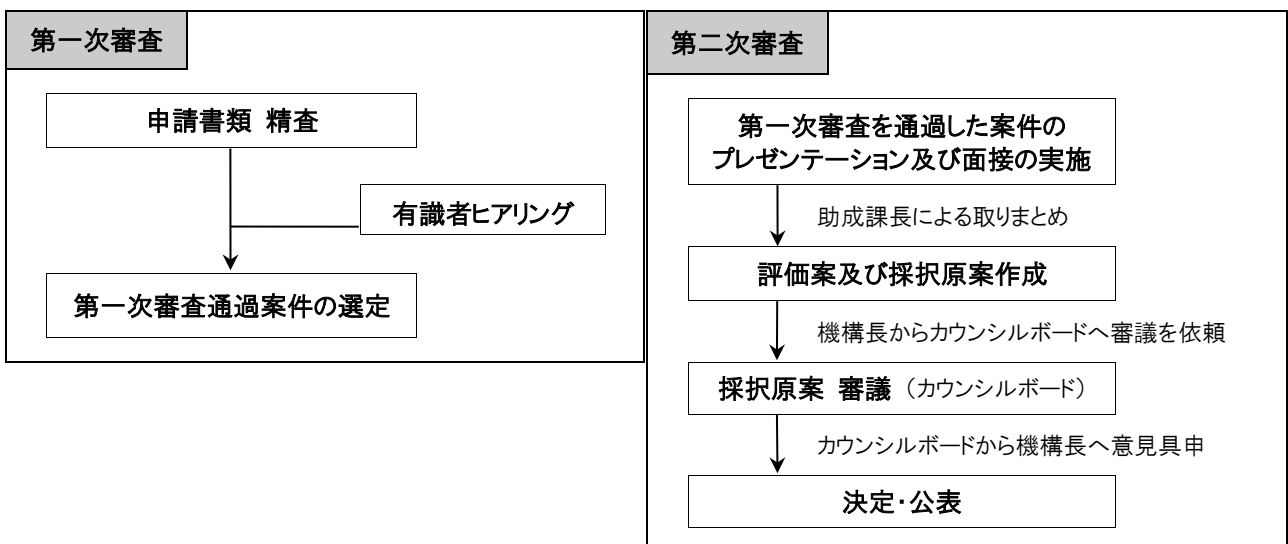 第一次審査
申請書類 精査
有識者ヒアリング
第一次審査通過案件の選定
第二次審査
第一次審査を通過した案件の
プレゼンテーション及び面接の実施
助成課長による取りまとめ
評価案及び採択原案作成
機構長からカウンシルボードへ審議を依頼
採択原案 審議（カウンシルボード）
カウンシルボードから機構長へ意見具申
決定・公表